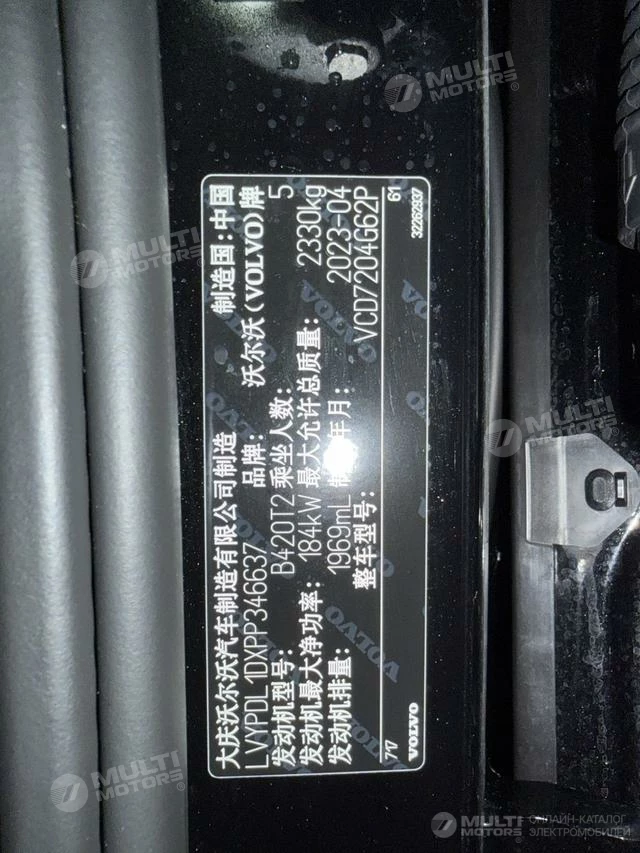 大庆沃尔沃汽车制造有限公司制造 制造国:中国
LVYPDL1DXPP346637 品牌: 沃尔沃(VOLVO)牌
发动机型号: B420T2 乘坐人数: 5
发动机最大净功率: 184kW 最大允许总质量: 2330kg
发动机排量: 1969mL 制 年月: 2023-04
整车型号: VCD7204G62P
717 61
VOLVO 32262937
MULTI MOTORS
MULTI MOTORS
MULTI MOTORS
MULTI MOTORS
MULTI MOTORS ОНЛАЙН-КАТАЛОГ ЭЛЕКТРОМОБИЛЕЙ